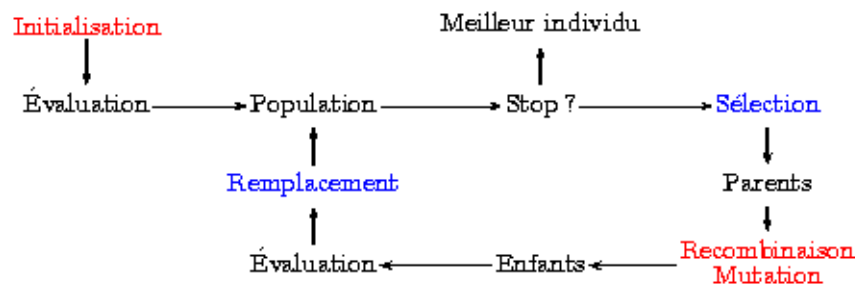 Initialisation
Meilleur individu
Évaluation
Population
Stop ?
Sélection
Remplacement
Parents
Évaluation
Enfants
Recombinaison
Mutation